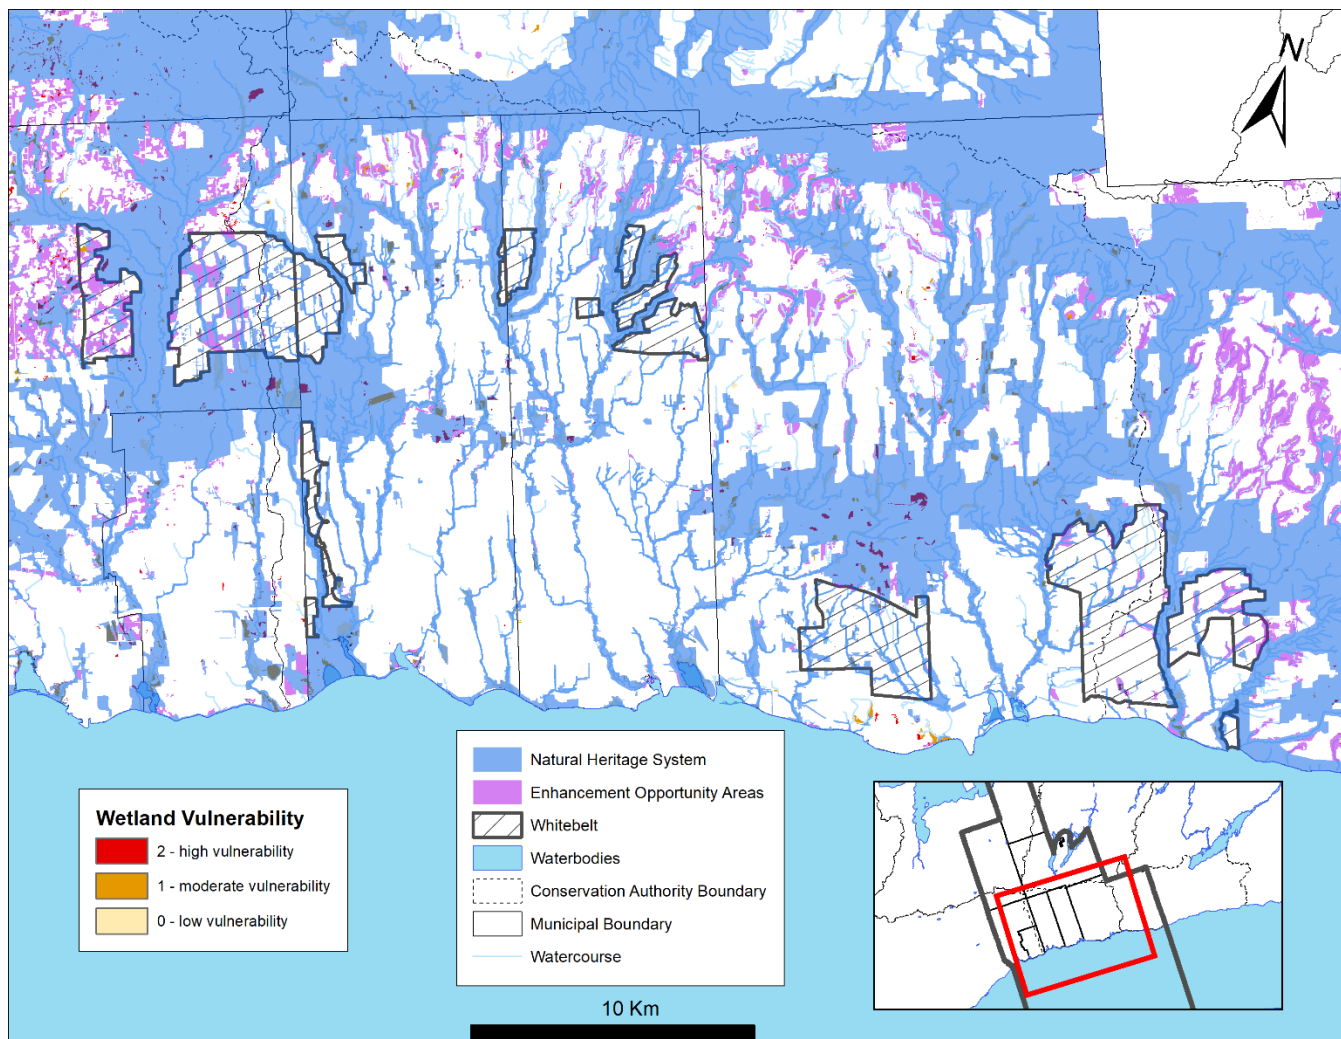 N
Natural Heritage System
Enhancement Opportunity Areas
Whitebelt
Waterbodies
Conservation Authority Boundary
Municipal Boundary
Watercourse
Wetland Vulnerability
2 - high vulnerability
1 - moderate vulnerability
0 - low vulnerability
10 Km